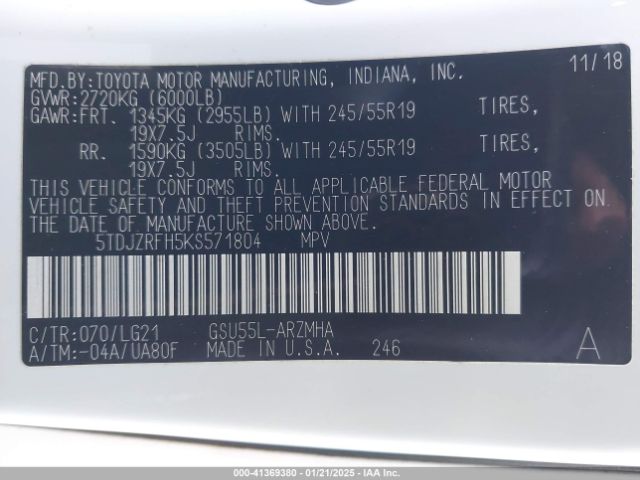 MFD.BY:TOYOTA MOTOR MANUFACTURING, INDIANA, INC. 11/18
GVWR:2720KG (6000LB)
GAWR:FRT. 1345KG (2955LB) WITH 245/55R19 TIRES,
19X7.5J RIMS.
RR. 1590KG (3505LB) WITH 245/55R19 TIRES,
19X7.5J RIMS.
THIS VEHICLE CONFORMS TO ALL APPLICABLE FEDERAL MOTOR
VEHICLE SAFETY AND THEFT PREVENTION STANDARDS IN EFFECT ON
THE DATE OF MANUFACTURE SHOWN ABOVE.
5TDJZRFH5KS571804 MPV
C/TR:070/LG21 GSU55L-ARZMHA
A/TM:-04A/UA80F MADE IN U.S.A. 246 A
000-41369380 - 01/21/2025 - IAAI.COM